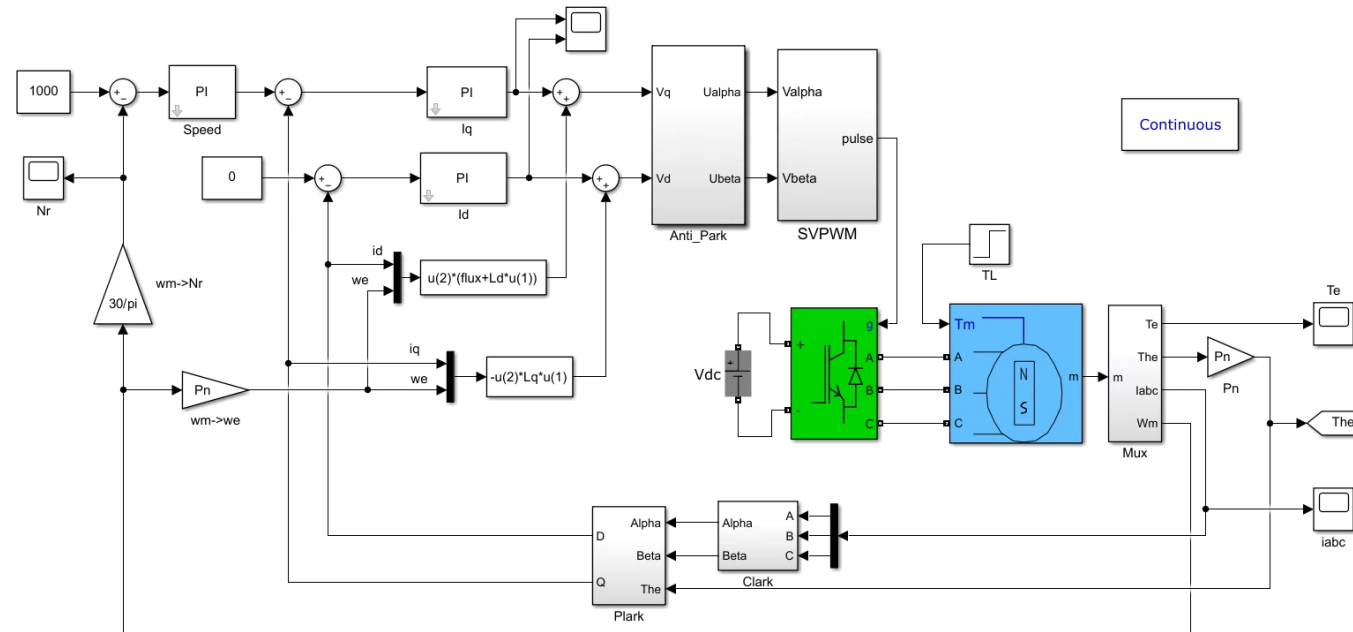 1000
+
−
PI
Speed
+
−
PI
Iq
+
+
Vq
Ualpha
Valpha
pulse
Continuous
Nr
0
+
−
PI
Id
+
+
Vd
Ubeta
Anti_Park
Vbeta
SVPWM
TL
30/pi
wm->Nr
id
we
u(2)*(flux+Ld*u(1))
iq
we
-u(2)*Lq*u(1)
Pn
wm->we
Vdc
+
+
-
g
A
B
C
Tm
A
B
C
N
S
m
m
Te
The
Iabc
Wm
Mux
Te
Pn
Pn
The
iabc
D
Q
Alpha
Beta
The
Plark
Alpha
Beta
A
B
C
Clark